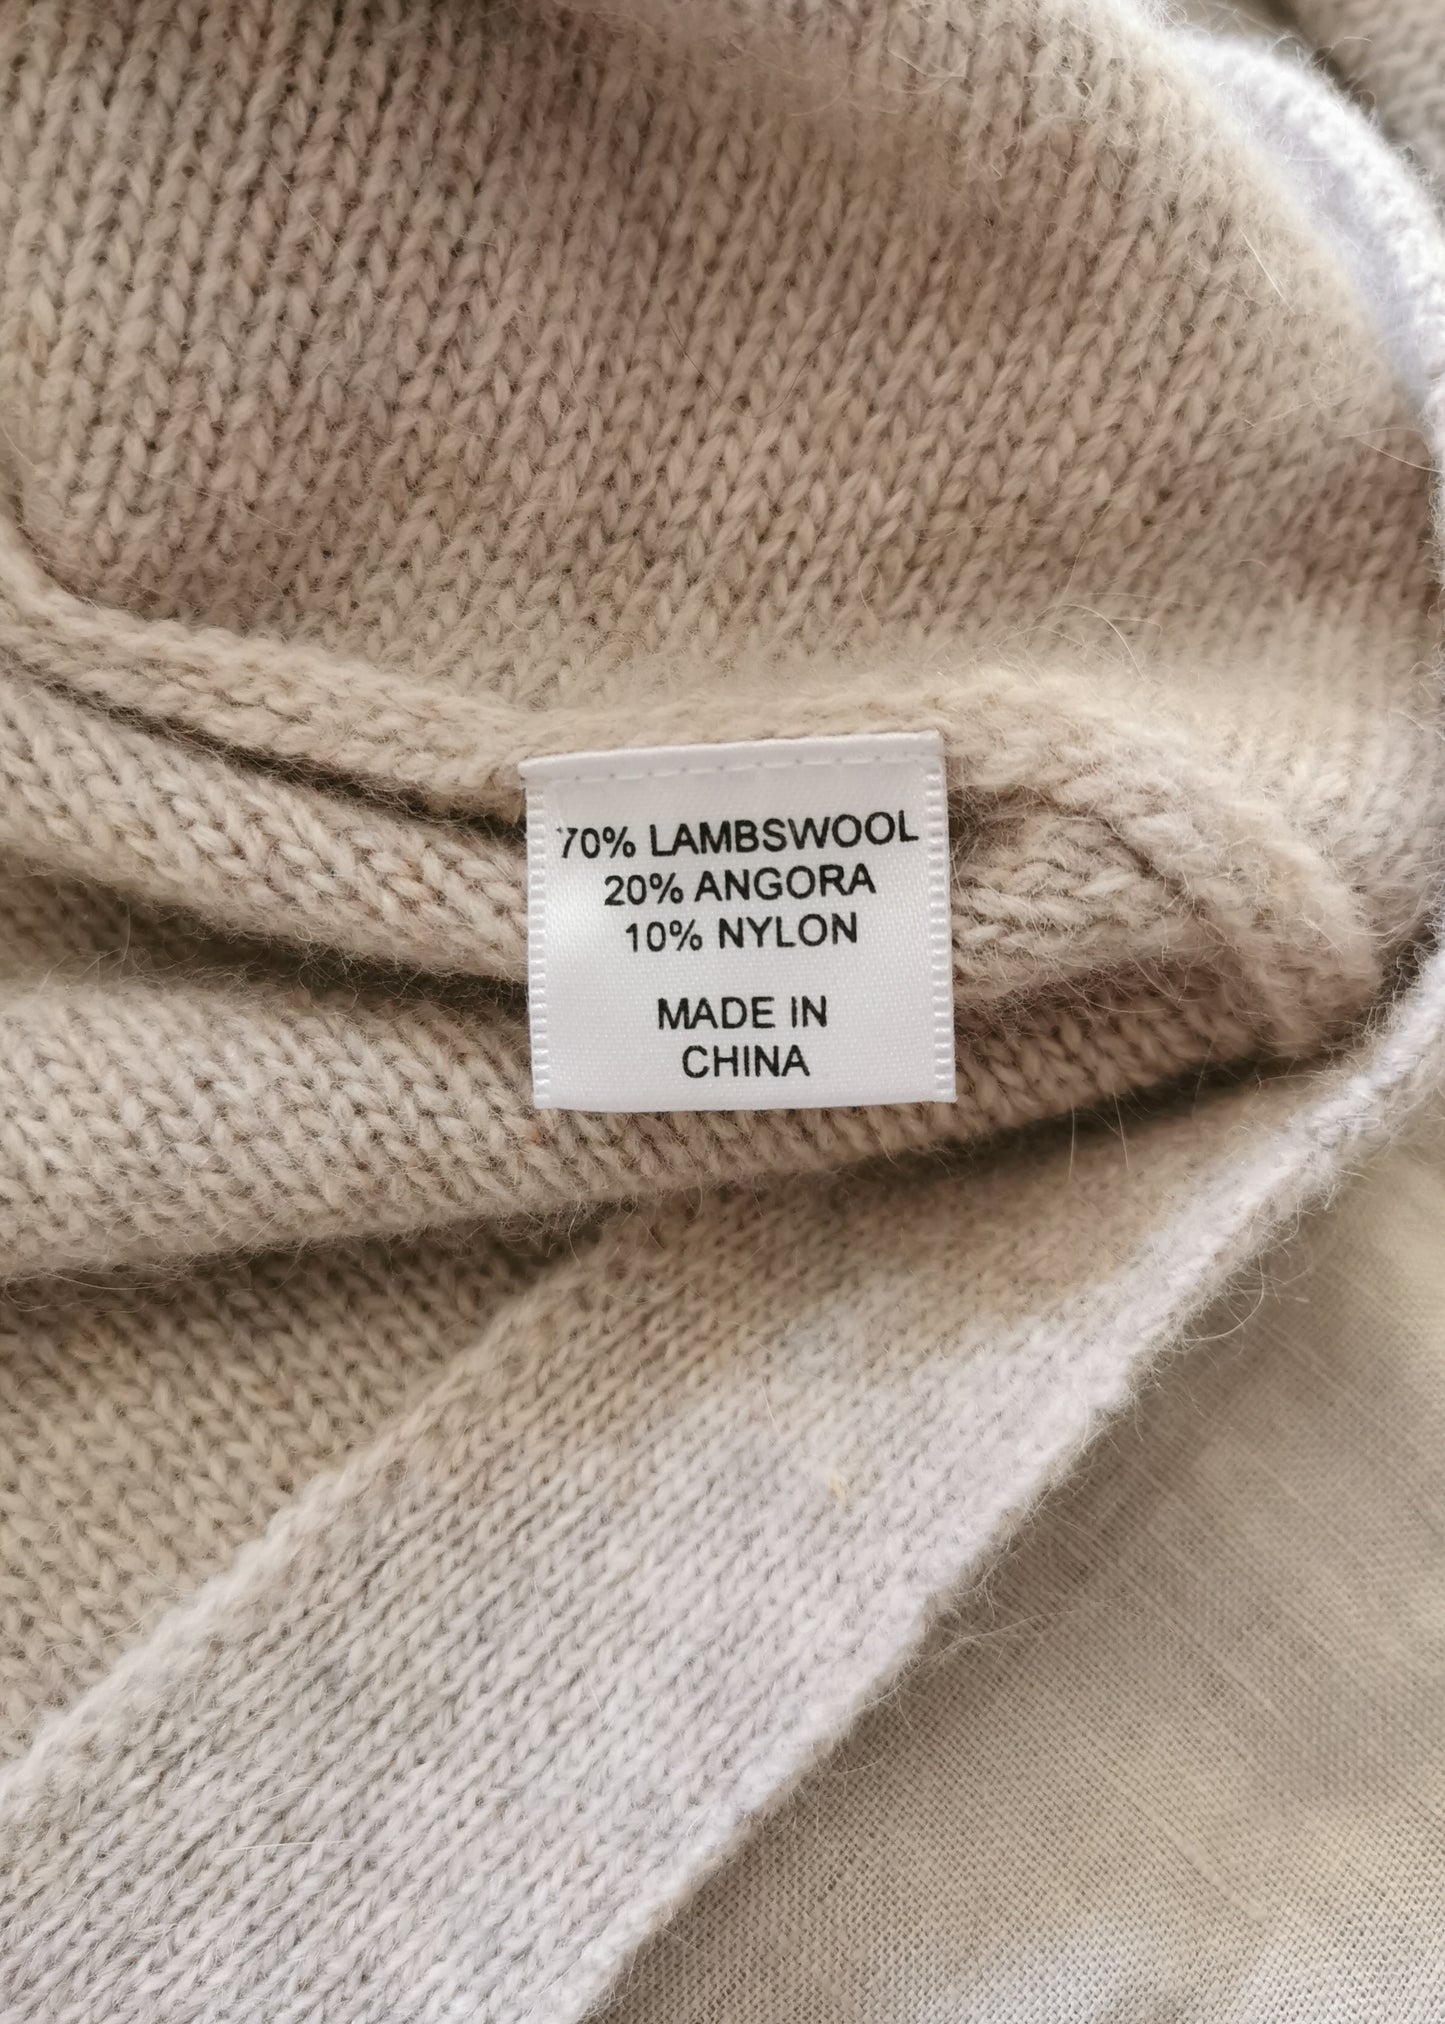 70% LAMBSWOOL
20% ANGORA
10% NYLON
MADE IN
CHINA